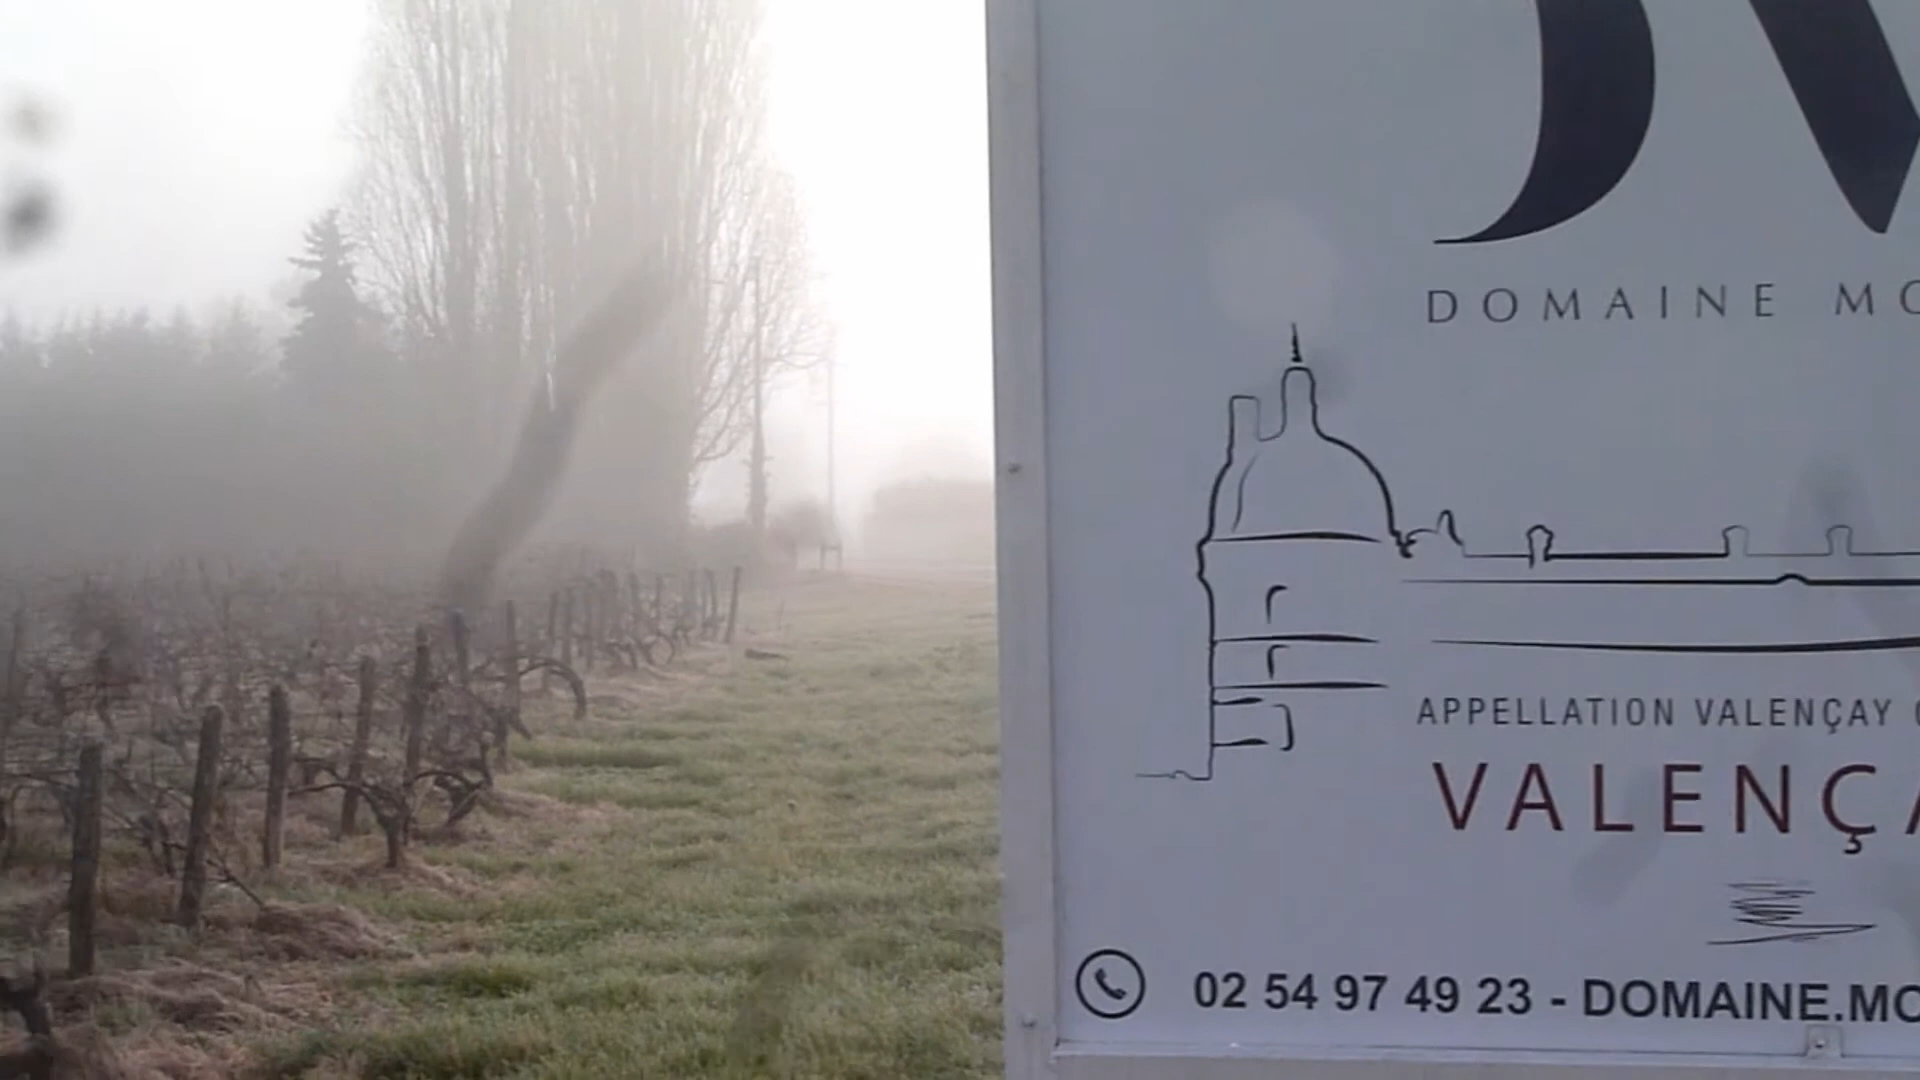 DOMAINE MO
APPELLATION VALENÇAY
VALENÇA
02 54 97 49 23 - DOMAINE.MO